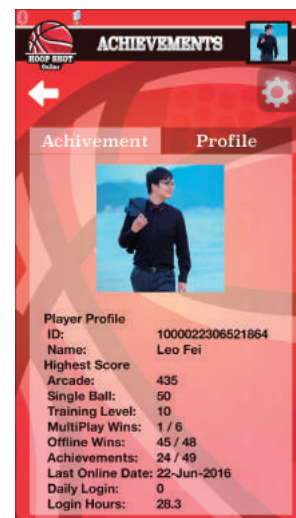 HOOP SHOT
Online
ACHIEVEMENTS
Achivement Profile
Player Profile
ID: 1000022306521864
Name: Leo Fei
Highest Score
Arcade: 435
Single Ball: 50
Training Level: 10
MultiPlay Wins: 1 / 6
Offline Wins: 45 / 48
Achievements: 24 / 49
Last Online Date: 22-Jun-2016
Daily Login: 0
Login Hours: 28.3